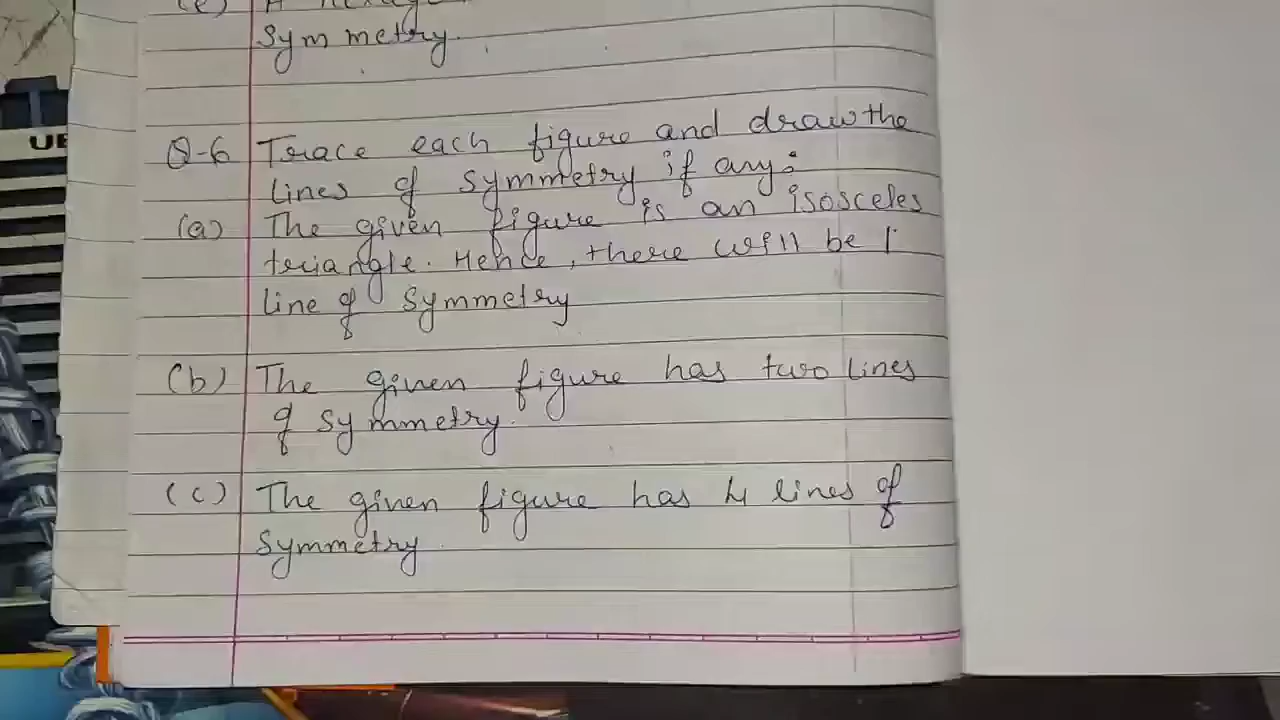 (e) A hexag
Symmetry.
Q-6 Trace each figure and draw the
lines of symmetry if any:
(a) The given figure is an isosceles
triangle. Hence, there will be 1
line of symmetry
(b) The given figure has two lines
of symmetry.
(c) The given figure has 4 lines of
Symmetry.
UE